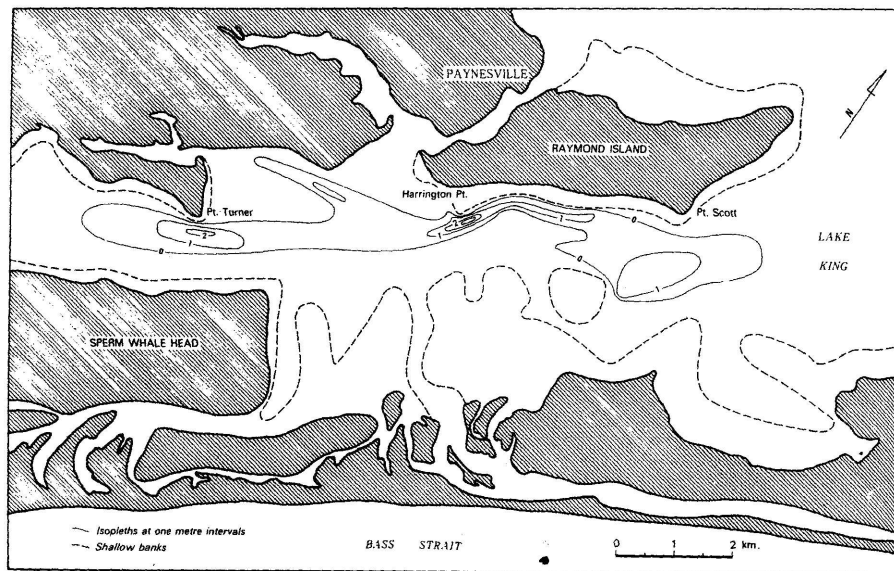 PAYNESVILLE
N
RAYMOND ISLAND
Harrington Pt.
Pt. Turner
Pt. Scott
2
1
0
2
1
1
0
0
1
LAKE
KING
SPERM WHALE HEAD
Isopleths at one metre intervals
Shallow banks
BASS STRAIT
0 1 2 km.